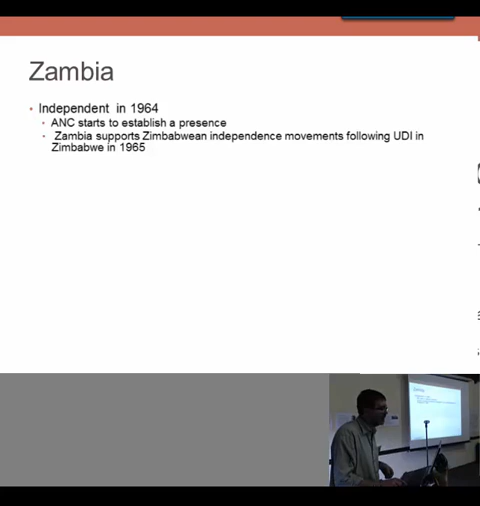 Zambia
• Independent in 1964
• ANC starts to establish a presence
• Zambia supports Zimbabwean independence movements following UDI in
Zimbabwe in 1965